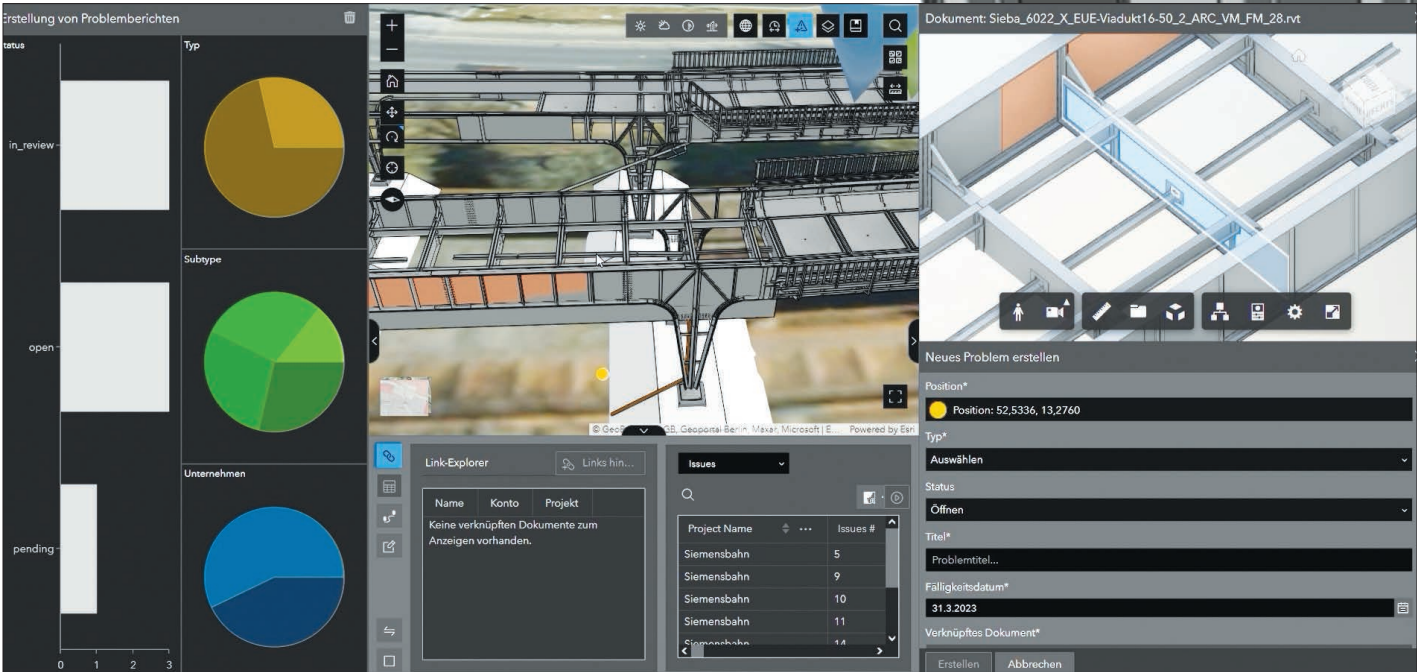 Erstellung von Problemberichten
tatus
in_review
open
pending
0 1 2 3
Typ
Subtype
Unternehmen
Powered by Esri
Link-Explorer
Links hin...
Name Konto Projekt
Keine verknüpften Dokumente zum
Anzeigen vorhanden.
Issues
Project Name Issues #
Siemensbahn 5
Siemensbahn 9
Siemensbahn 10
Siemensbahn 11
Siemensbahn 14
Dokument: Sieba_6022_X_EUE-Viadukt16-50_2_ARC_VM_FM_28.rvt
Neues Problem erstellen
Position*
Position: 52,5336, 13,2760
Typ*
Auswählen
Status
Öffnen
Titel*
Problemtitel...
Fälligkeitsdatum*
31.3.2023
Verknüpftes Dokument*
Erstellen Abbrechen